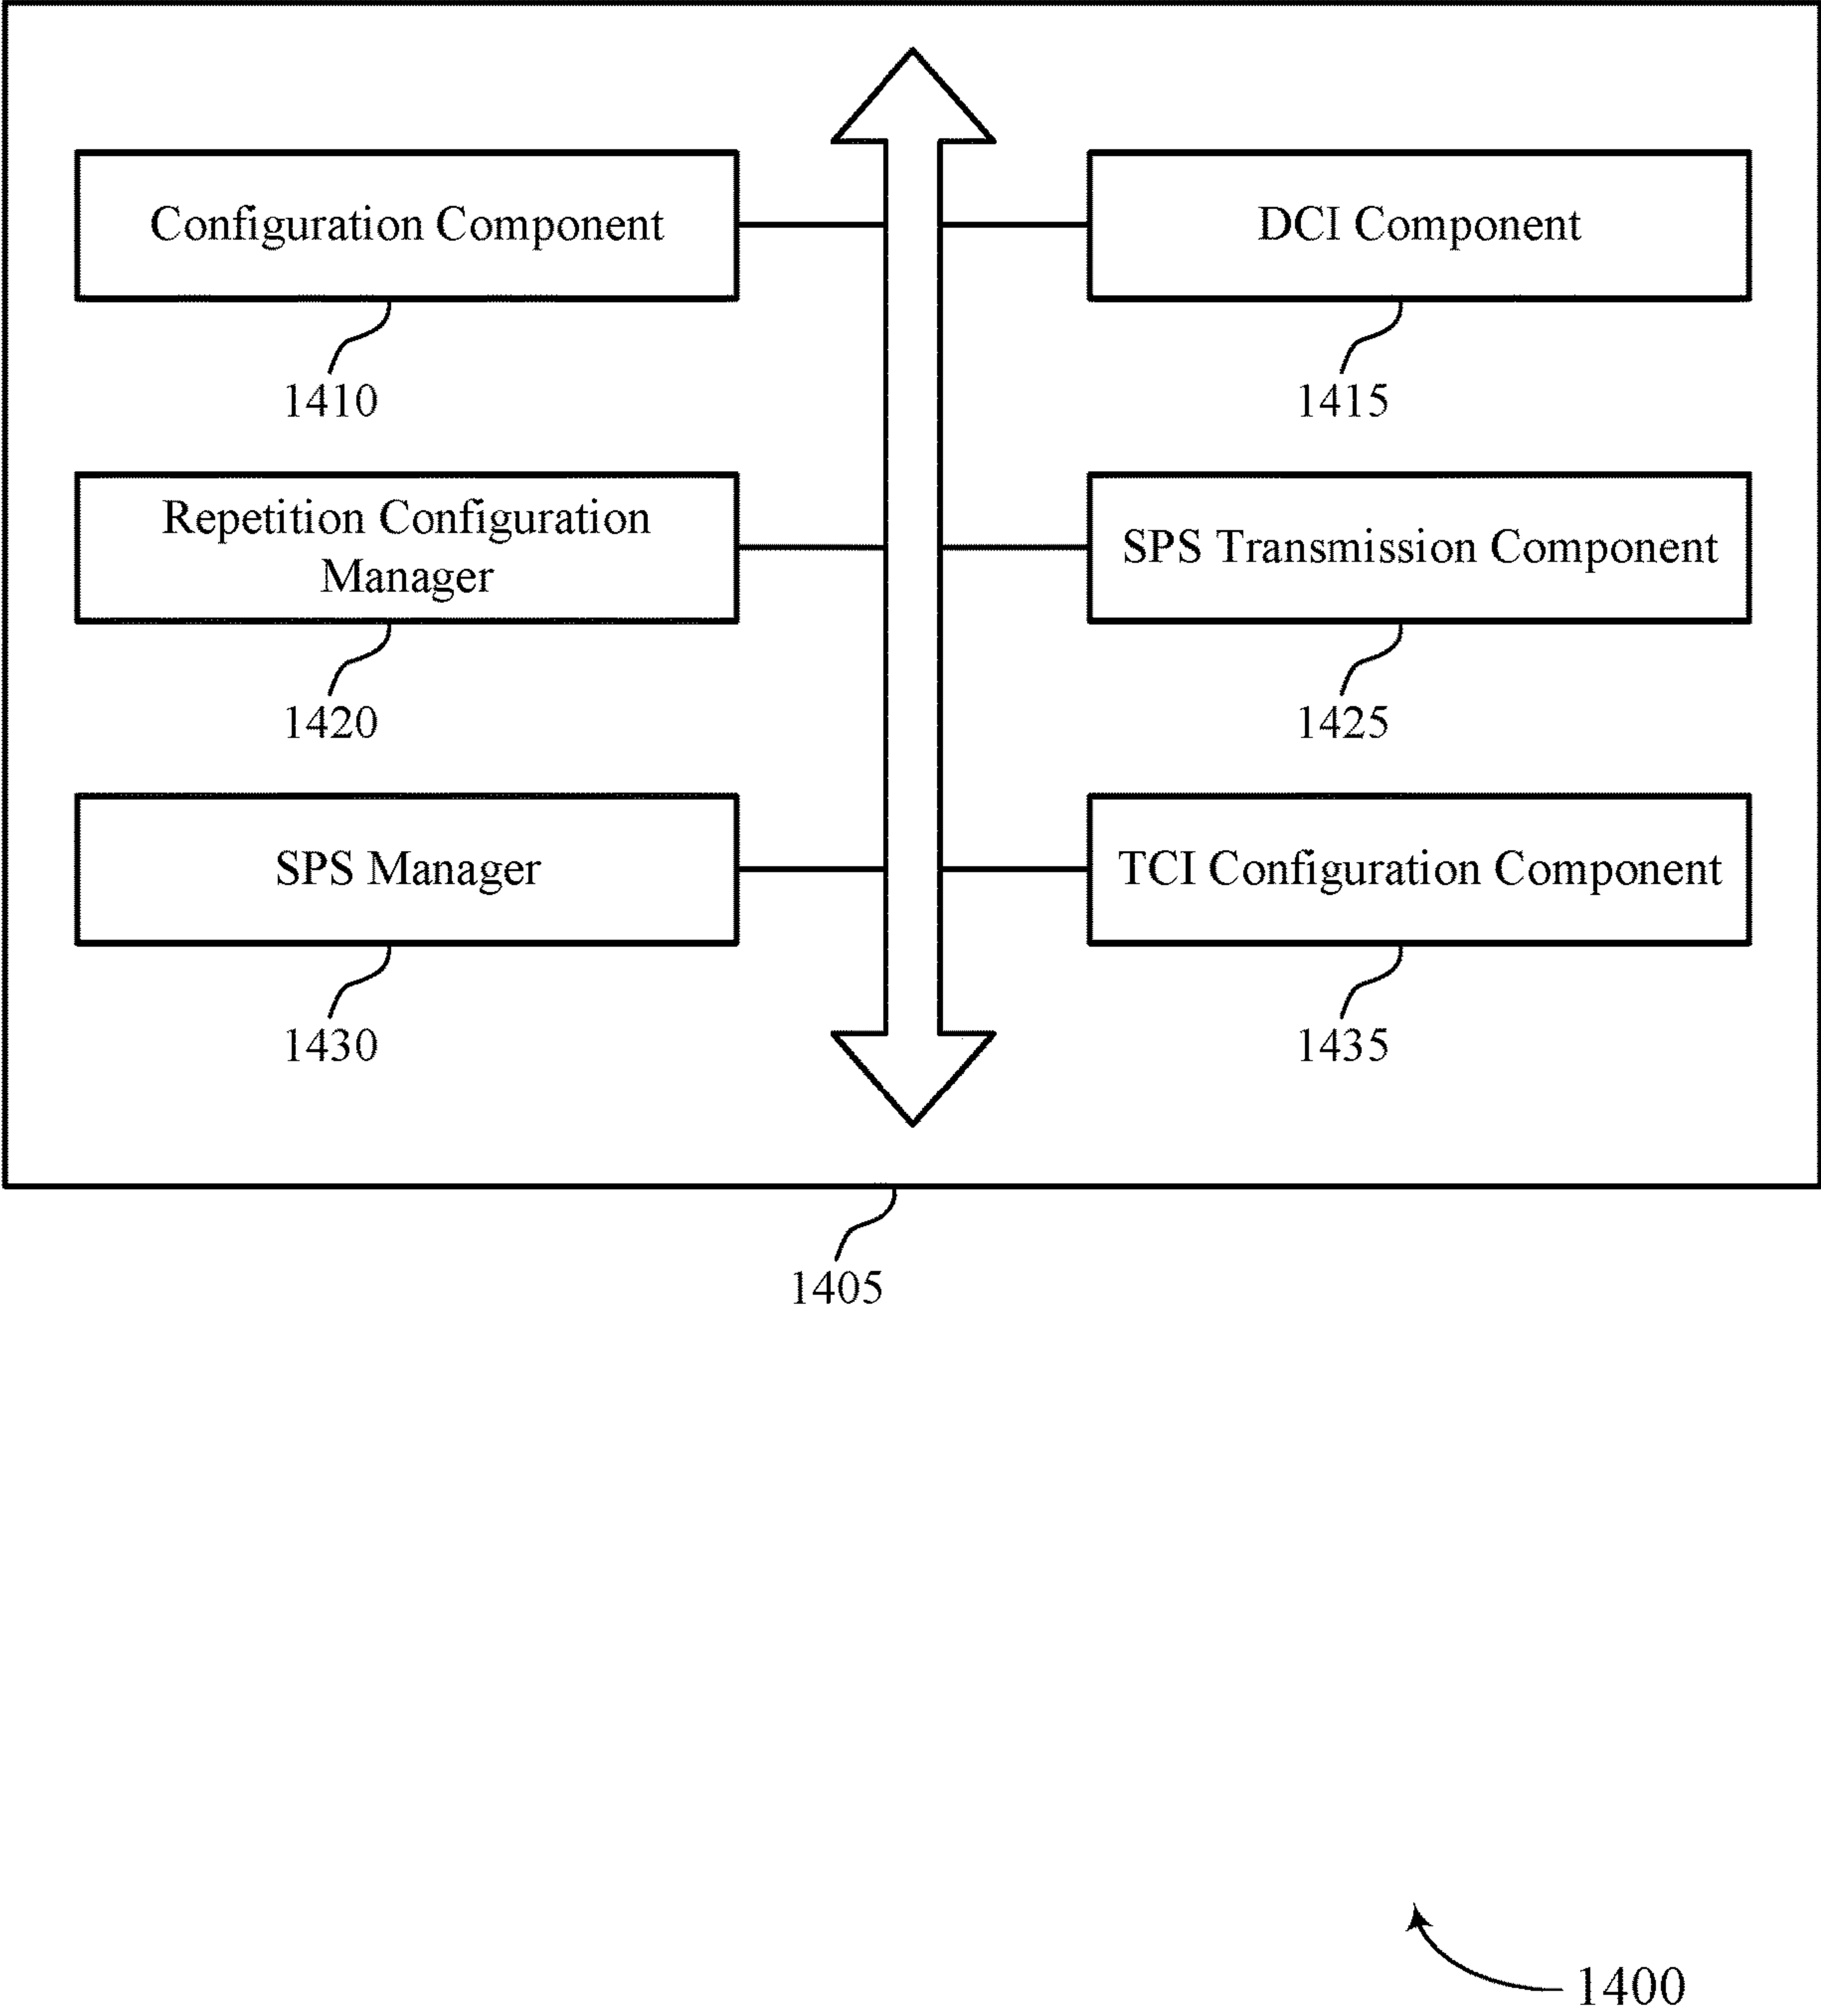 Configuration Component
DCI Component
1410
1415
Repetition Configuration
Manager
SPS Transmission Component
1420
1425
SPS Manager
TCI Configuration Component
1430
1435
1405
1400